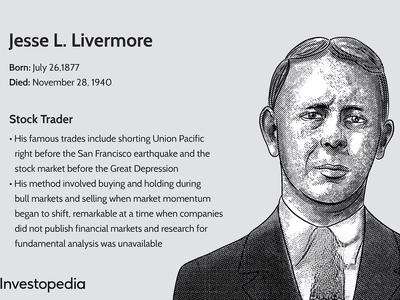 Jesse L. Livermore
Born: July 26,1877
Died: November 28, 1940
Stock Trader
• His famous trades include shorting Union Pacific
right before the San Francisco earthquake and the
stock market before the Great Depression
• His method involved buying and holding during
bull markets and selling when market momentum
began to shift, remarkable at a time when companies
did not publish financial markets and research for
fundamental analysis was unavailable
Investopedia